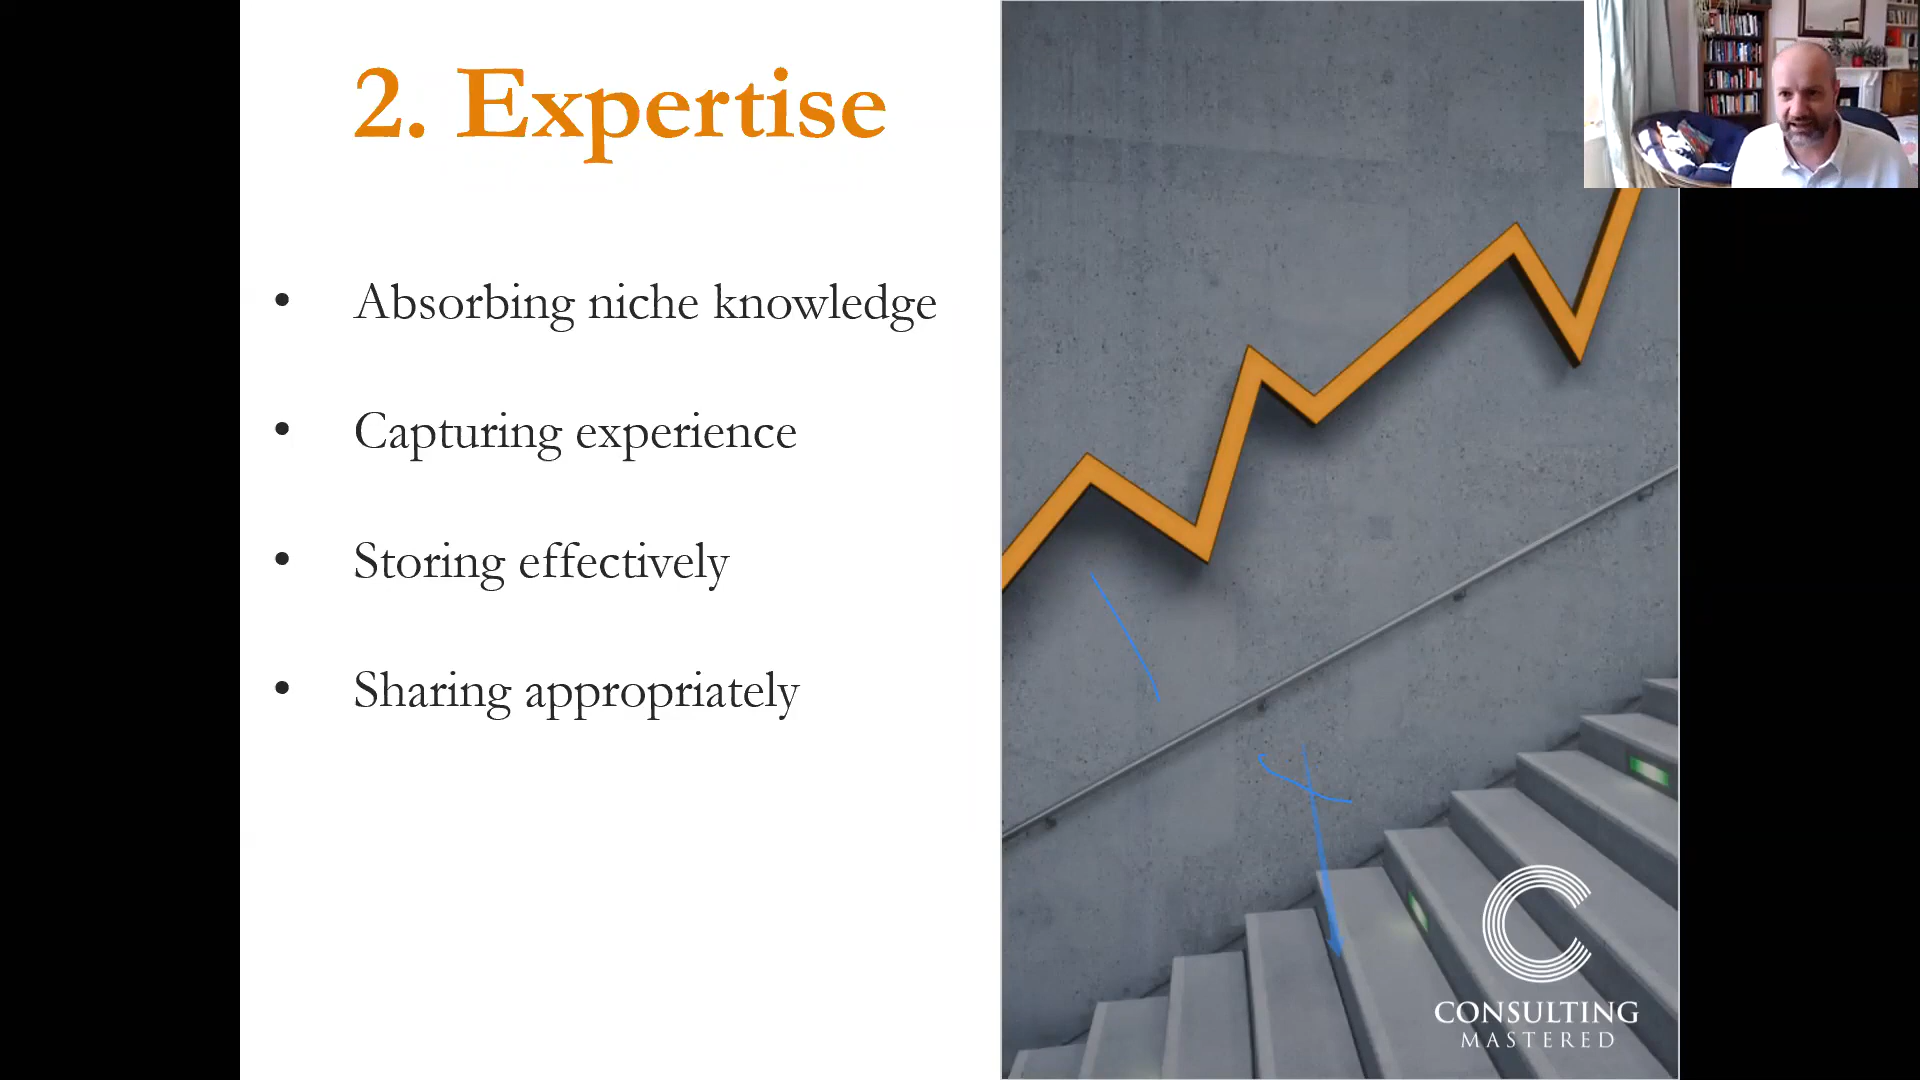 2. Expertise
• Absorbing niche knowledge
• Capturing experience
• Storing effectively
• Sharing appropriately
CONSULTING
MASTERED